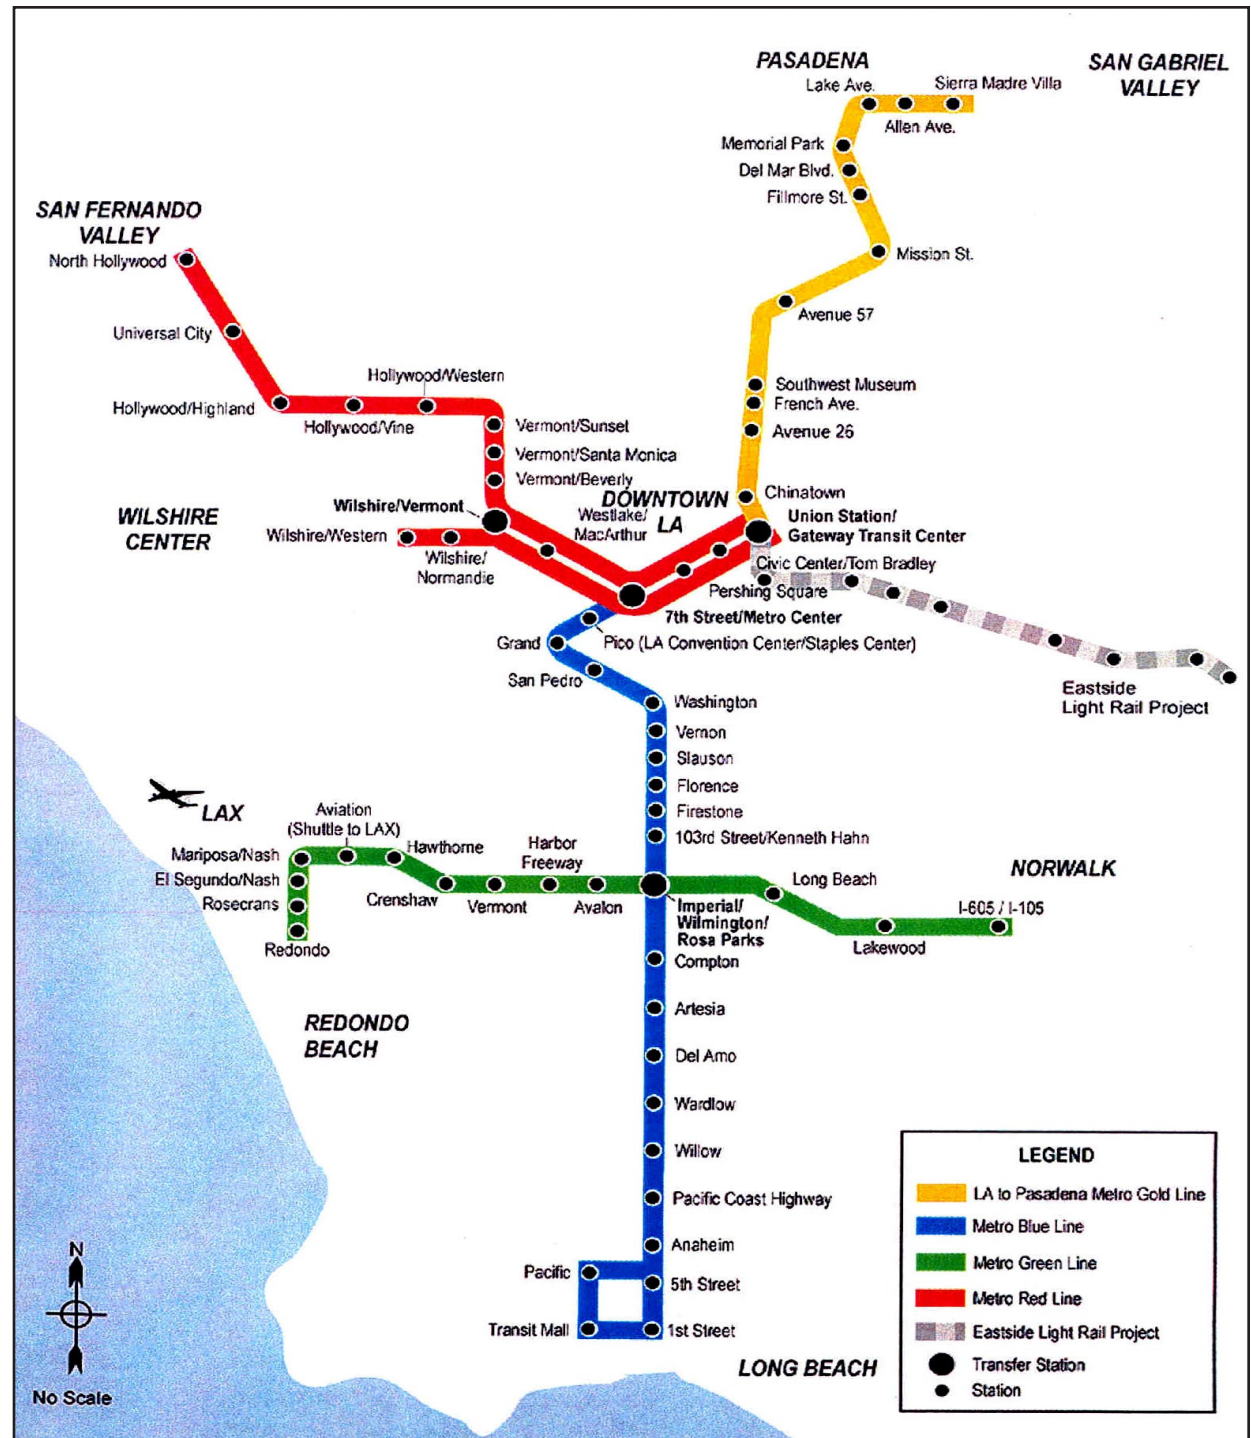 PASADENA
SAN GABRIEL
VALLEY
Lake Ave.
Sierra Madre Villa
Allen Ave.
Memorial Park
Del Mar Blvd.
Fillmore St.
Mission St.
Avenue 57
SAN FERNANDO
VALLEY
North Hollywood
Universal City
Hollywood/Western
Hollywood/Highland
Hollywood/Vine
Southwest Museum
French Ave.
Avenue 26
Vermont/Sunset
Vermont/Santa Monica
Vermont/Beverly
Chinatown
DOWNTOWN
LA
Wilshire/Vermont
Westlake/
MacArthur
Union Station/
Gateway Transit Center
WILSHIRE
CENTER
Wilshire/Western
Wilshire/
Normandie
Civic Center/Tom Bradley
Pershing Square
7th Street/Metro Center
Grand
Pico (LA Convention Center/Staples Center)
San Pedro
Eastside
Light Rail Project
Washington
Vernon
Slauson
Florence
Firestone
103rd Street/Kenneth Hahn
LAX
Aviation
(Shuttle to LAX)
Mariposa/Nash
Hawthorne
Harbor
Freeway
El Segundo/Nash
Rosecrans
Redondo
Crenshaw
Vermont
Avalon
Imperial/
Wilmington/
Rosa Parks
Long Beach
NORWALK
I-605 / I-105
Lakewood
Compton
Artesia
REDONDO
BEACH
Del Amo
Wardlow
Willow
Pacific Coast Highway
Anaheim
Pacific
5th Street
Transit Mall
1st Street
LONG BEACH
N
No Scale
LEGEND
LA to Pasadena Metro Gold Line
Metro Blue Line
Metro Green Line
Metro Red Line
Eastside Light Rail Project
Transfer Station
Station